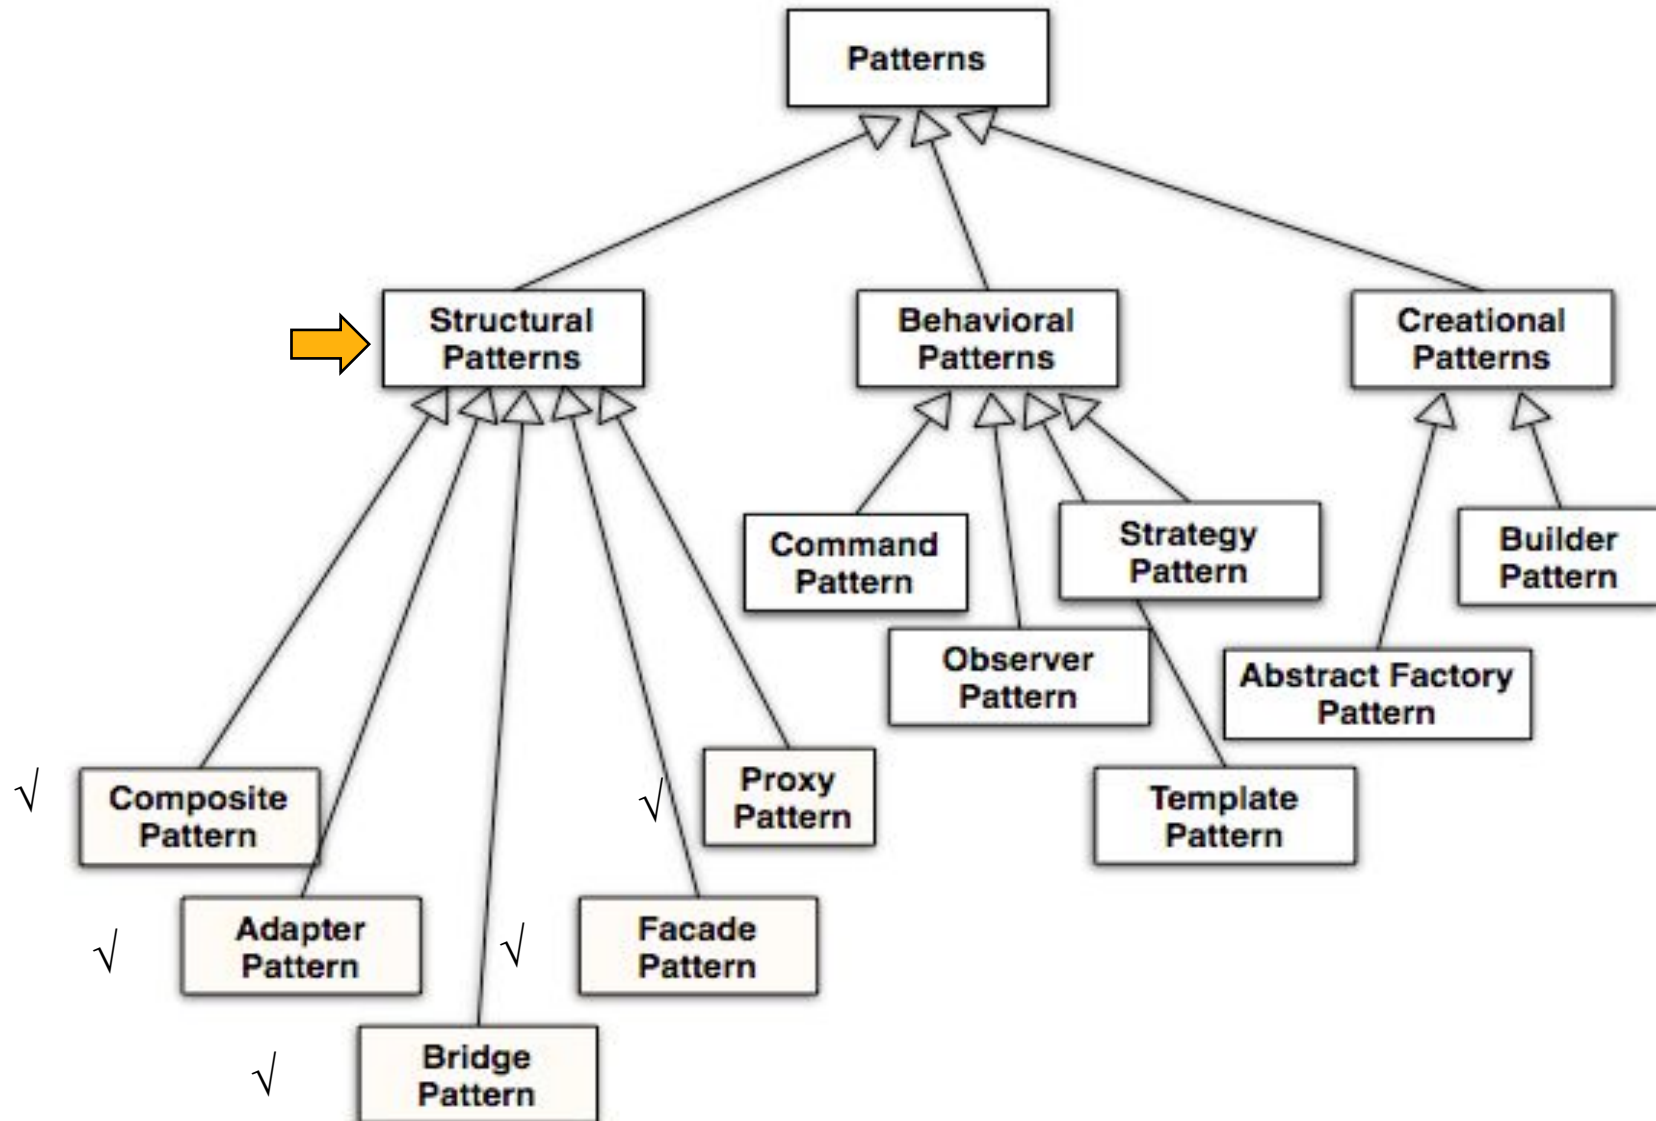 Patterns
Structural
Patterns
Behavioral
Patterns
Creational
Patterns
Command
Pattern
Strategy
Pattern
Builder
Pattern
Observer
Pattern
Abstract Factory
Pattern
√
Composite
Pattern
√
Proxy
Pattern
Template
Pattern
√
Adapter
Pattern
√
Facade
Pattern
√
Bridge
Pattern